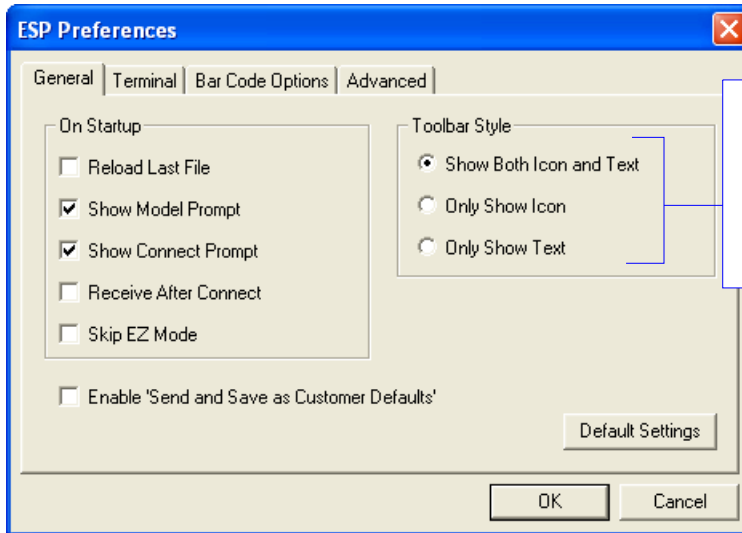 ESP Preferences
General
Terminal
Bar Code Options
Advanced
On Startup
Reload Last File
Show Model Prompt
Show Connect Prompt
Receive After Connect
Skip EZ Mode
Toolbar Style
Show Both Icon and Text
Only Show Icon
Only Show Text
Enable 'Send and Save as Customer Defaults'
Default Settings
OK
Cancel